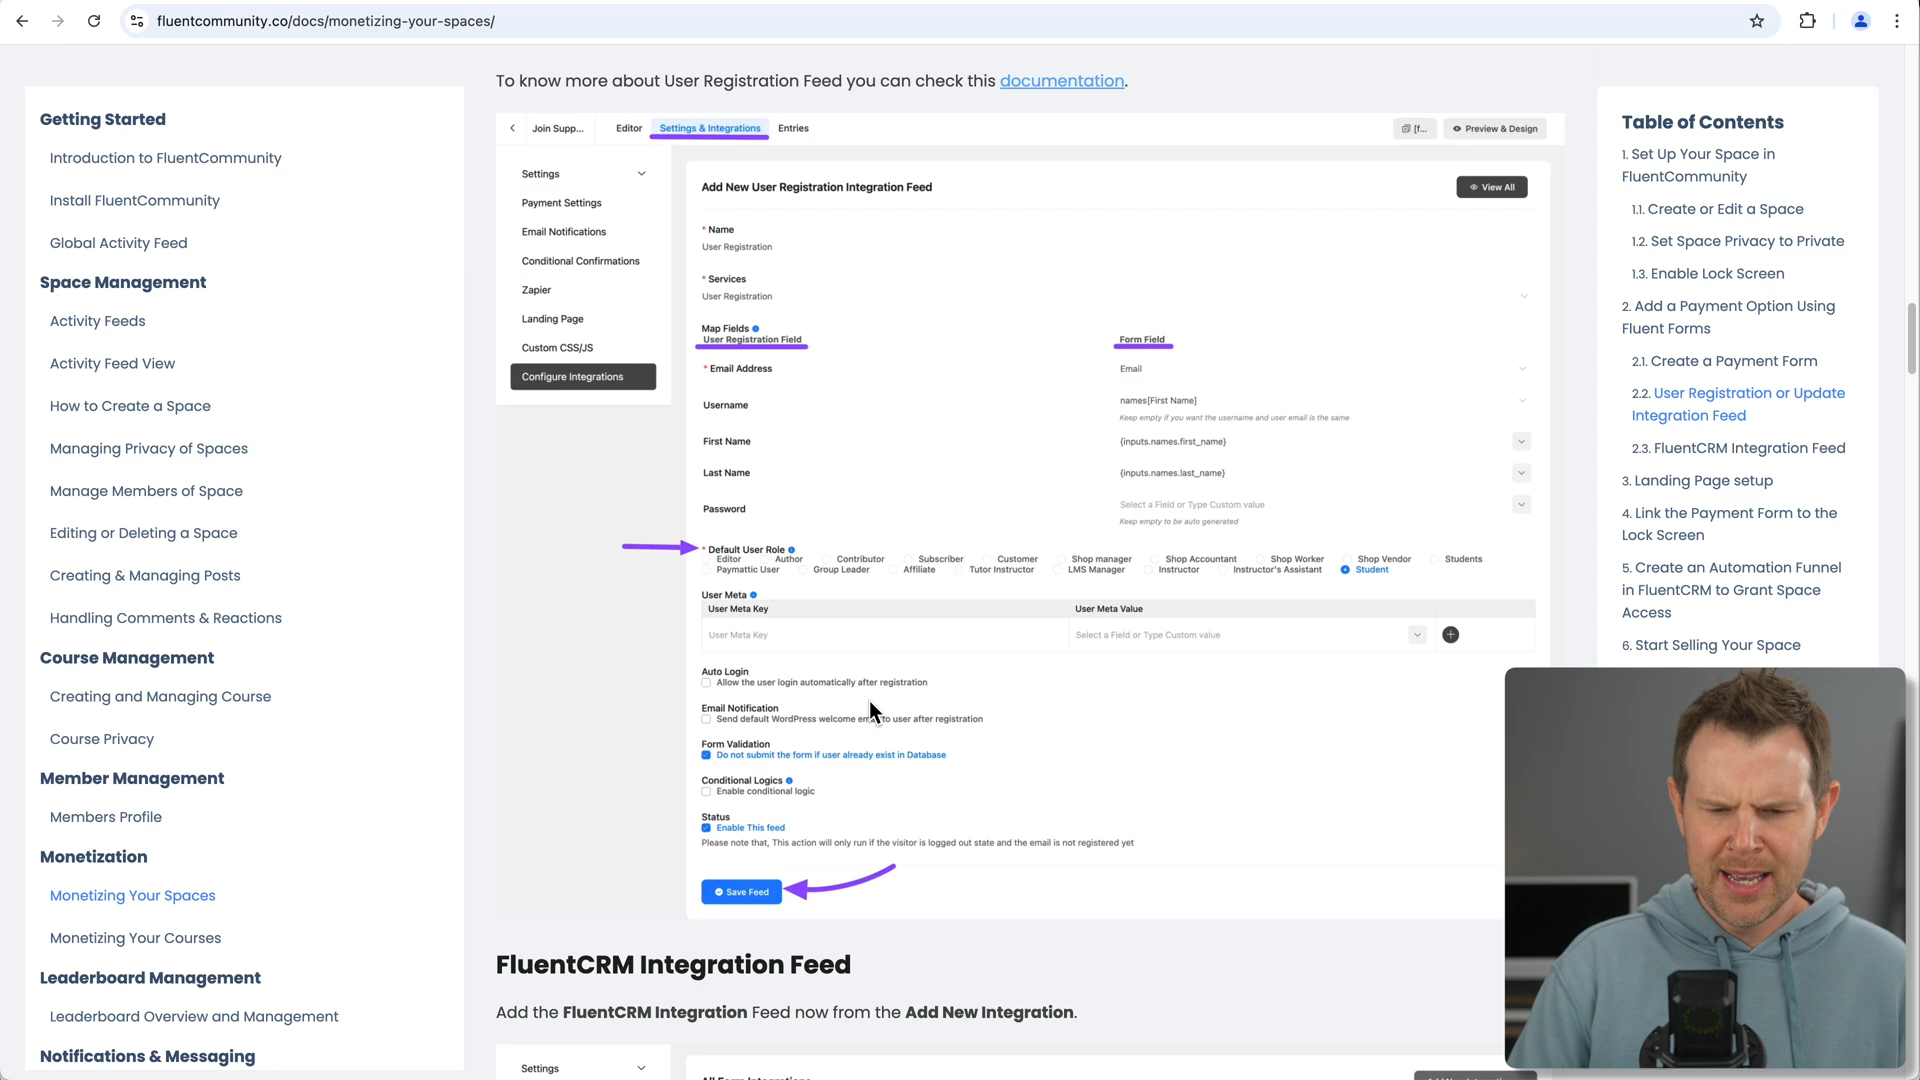 fluentcommunity.co/docs/monetizing-your-spaces/
Getting Started
Introduction to FluentCommunity
Install FluentCommunity
Global Activity Feed
Space Management
Activity Feeds
Activity Feed View
How to Create a Space
Managing Privacy of Spaces
Manage Members of Space
Editing or Deleting a Space
Creating & Managing Posts
Handling Comments & Reactions
Course Management
Creating and Managing Course
Course Privacy
Member Management
Members Profile
Monetization
Monetizing Your Spaces
Monetizing Your Courses
Leaderboard Management
Leaderboard Overview and Management
Notifications & Messaging
To know more about User Registration Feed you can check this documentation.
Join Supp... Editor Settings & Integrations Entries [f... Preview & Design
Settings
Payment Settings
Email Notifications
Conditional Confirmations
Zapier
Landing Page
Custom CSS/JS
Configure Integrations
Add New User Registration Integration Feed View All
* Name
User Registration
* Services
User Registration
Map Fields
User Registration Field Form Field
* Email Address Email
Username names[First Name]
Keep empty if you want the username and user email is the same
First Name {inputs.names.first_name}
Last Name {inputs.names.last_name}
Password Select a Field or Type Custom value
Keep empty to be auto generated
* Default User Role
Editor Author Contributor Subscriber Customer Shop manager Shop Accountant Shop Worker Shop Vendor Students
Paymattic User Group Leader Affiliate Tutor Instructor LMS Manager Instructor Instructor's Assistant Student
User Meta
User Meta Key User Meta Value
User Meta Key Select a Field or Type Custom value
Auto Login
Allow the user login automatically after registration
Email Notification
Send default WordPress welcome em to user after registration
Form Validation
Do not submit the form if user already exist in Database
Conditional Logics
Enable conditional logic
Status
Enable This feed
Please note that, This action will only run if the visitor is logged out state and the email is not registered yet
Save Feed
FluentCRM Integration Feed
Add the FluentCRM Integration Feed now from the Add New Integration.
Settings
Table of Contents
1. Set Up Your Space in
FluentCommunity
1.1. Create or Edit a Space
1.2. Set Space Privacy to Private
1.3. Enable Lock Screen
2. Add a Payment Option Using
Fluent Forms
2.1. Create a Payment Form
2.2. User Registration or Update
Integration Feed
2.3. FluentCRM Integration Feed
3. Landing Page setup
4. Link the Payment Form to the
Lock Screen
5. Create an Automation Funnel
in FluentCRM to Grant Space
Access
6. Start Selling Your Space